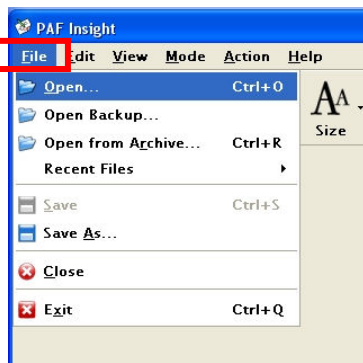 PAF Insight
File Edit View Mode Action Help
Open... Ctrl+O
Open Backup...
Open from Archive... Ctrl+R
Recent Files
Save Ctrl+S
Save As...
Close
Exit Ctrl+Q
AA
Size